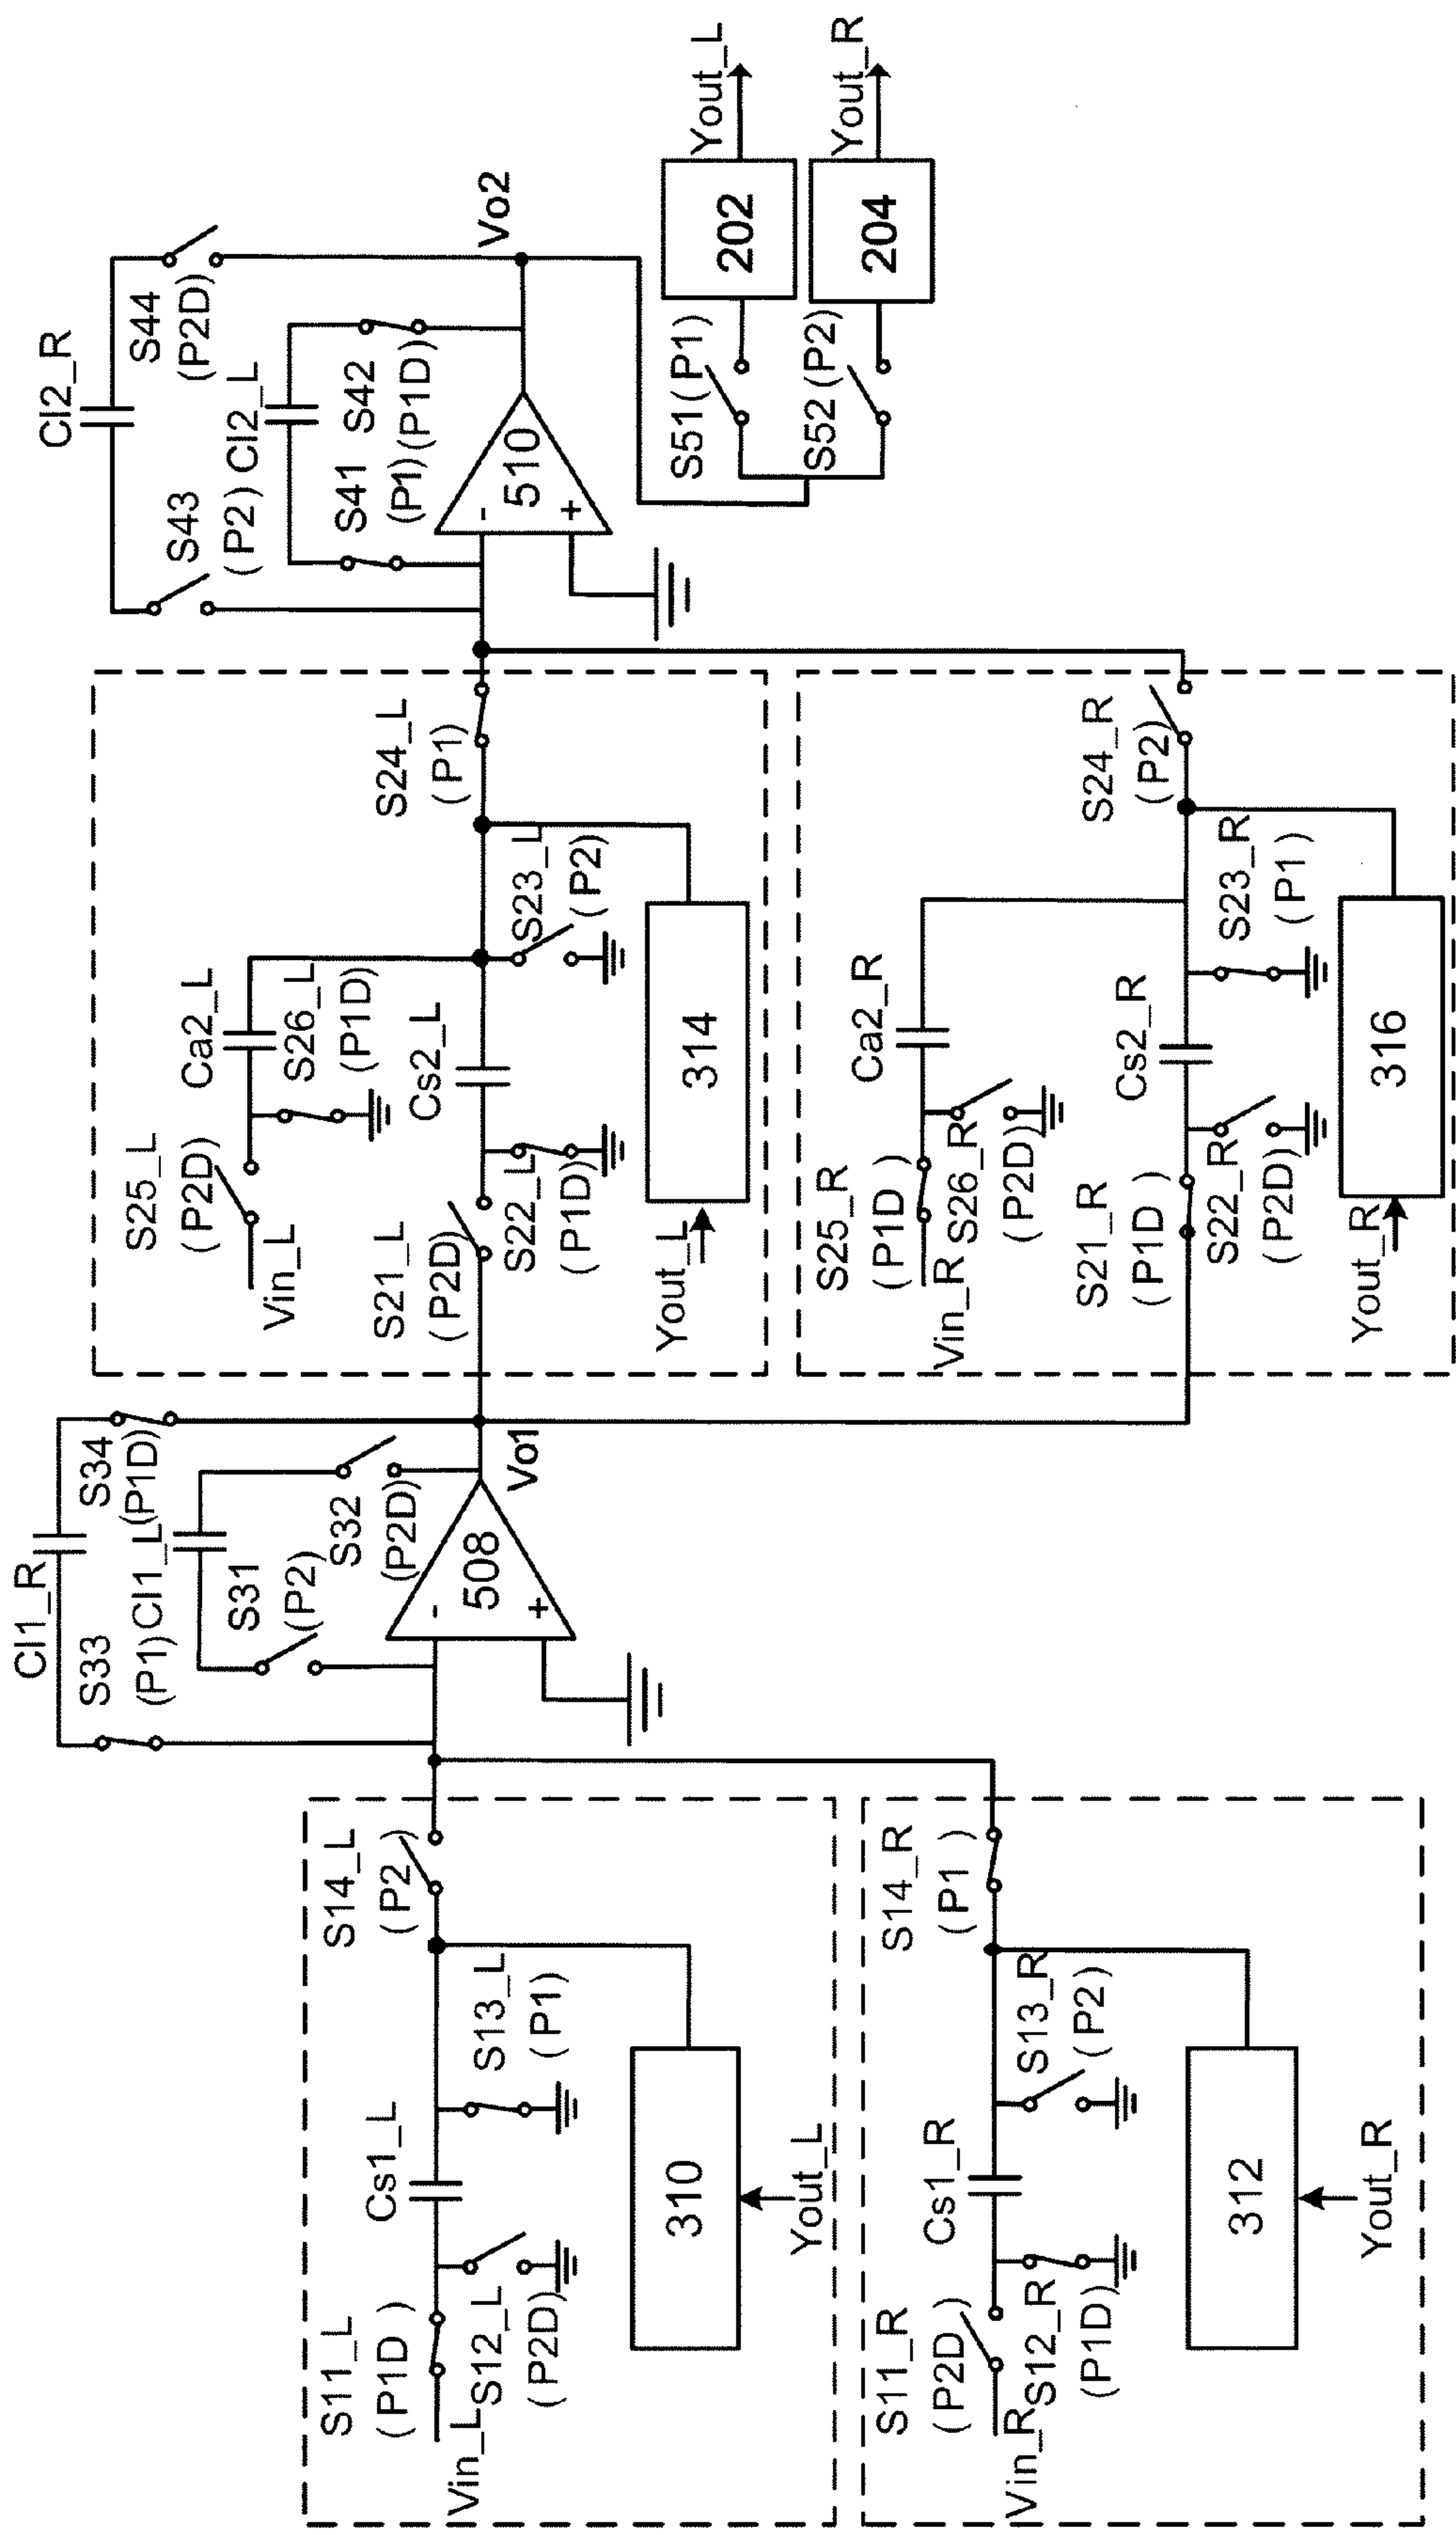 CI1_R
S33
(P1)
S34
(P1D)
CI1_L
S31
(P2)
S32
(P2D)
-
508
+
Vo1
CI2_R
S43
(P2)
S44
(P2D)
CI2_L
S41
(P1)
S42
(P1D)
-
510
+
Vo2
S51(P1)
S52(P2)
202
204
Yout_L
Yout_R
S25_L
(P2D)
Vin_L
Ca2_L
S26_L
(P1D)
S21_L
(P2D)
S22_L
(P1D)
Cs2_L
S23_L
(P2)
S24_L
(P1)
314
Yout_L
S25_R
(P1D)
Vin_R
Ca2_R
S26_R
(P2D)
S21_R
(P1D)
S22_R
(P2D)
Cs2_R
S23_R
(P1)
S24_R
(P2)
316
Yout_R
S11_L
(P1D)
Vin_L
S12_L
(P2D)
Cs1_L
S13_L
(P1)
S14_L
(P2)
310
Yout_L
S11_R
(P2D)
Vin_R
S12_R
(P1D)
Cs1_R
S13_R
(P2)
S14_R
(P1)
312
Yout_R